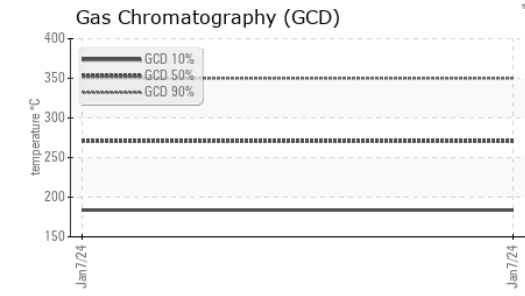 Gas Chromatography (GCD)
400
350
300
250
200
150
temperature °C
GCD 10%
GCD 50%
GCD 90%
Jan7/24
Jan7/24